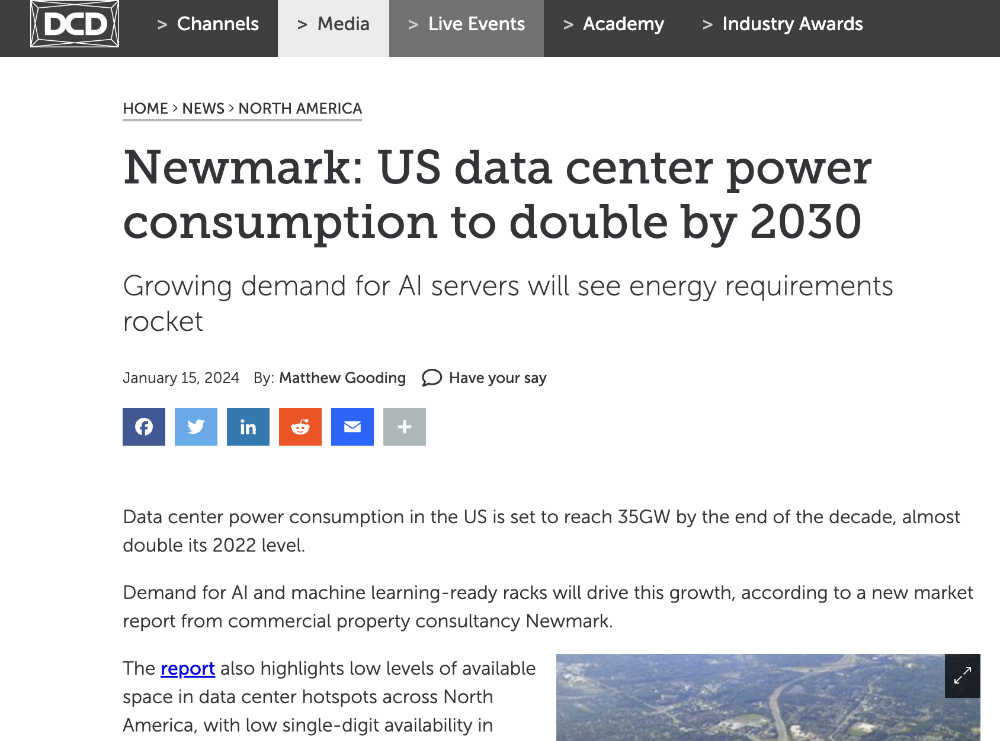 DCD
> Channels
> Media
> Live Events
> Academy
> Industry Awards
HOME > NEWS > NORTH AMERICA
Newmark: US data center power
consumption to double by 2030
Growing demand for AI servers will see energy requirements
rocket
January 15, 2024 By: Matthew Gooding Have your say
Data center power consumption in the US is set to reach 35GW by the end of the decade, almost
double its 2022 level.
Demand for AI and machine learning-ready racks will drive this growth, according to a new market
report from commercial property consultancy Newmark.
The report also highlights low levels of available
space in data center hotspots across North
America, with low single-digit availability in